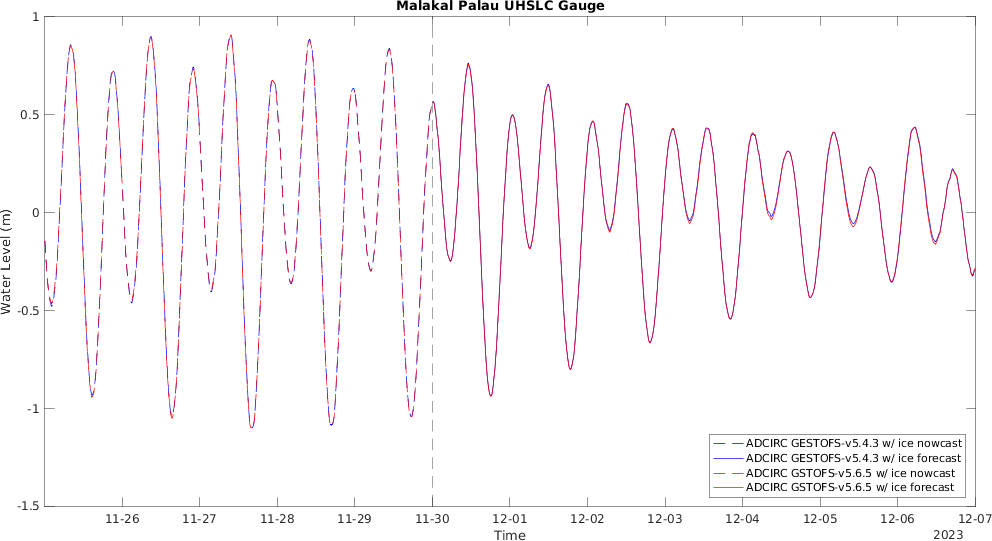 Malakal Palau UHSLC Gauge
Water Level (m)
1
0.5
0
-0.5
-1
-1.5
ADCIRC GESTOFS-v5.4.3 w/ ice nowcast
ADCIRC GESTOFS-v5.4.3 w/ ice forecast
ADCIRC GSTOFS-v5.6.5 w/ ice nowcast
ADCIRC GSTOFS-v5.6.5 w/ ice forecast
11-26 11-27 11-28 11-29 11-30 12-01 12-02 12-03 12-04 12-05 12-06 12-07
Time
2023